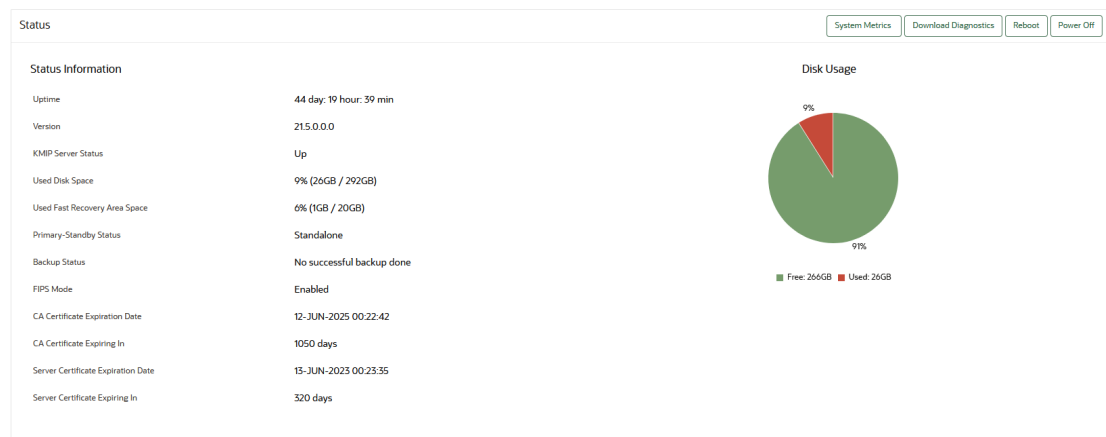 Status
System Metrics
Download Diagnostics
Reboot
Power Off
Status Information
Uptime 44 day: 19 hour: 39 min
Version 21.5.0.0.0
KMIP Server Status Up
Used Disk Space 9% (26GB / 292GB)
Used Fast Recovery Area Space 6% (1GB / 20GB)
Primary-Standby Status Standalone
Backup Status No successful backup done
FIPS Mode Enabled
CA Certificate Expiration Date 12-JUN-2025 00:22:42
CA Certificate Expiring In 1050 days
Server Certificate Expiration Date 13-JUN-2023 00:23:35
Server Certificate Expiring In 320 days
Disk Usage
9%
91%
Free: 266GB Used: 26GB